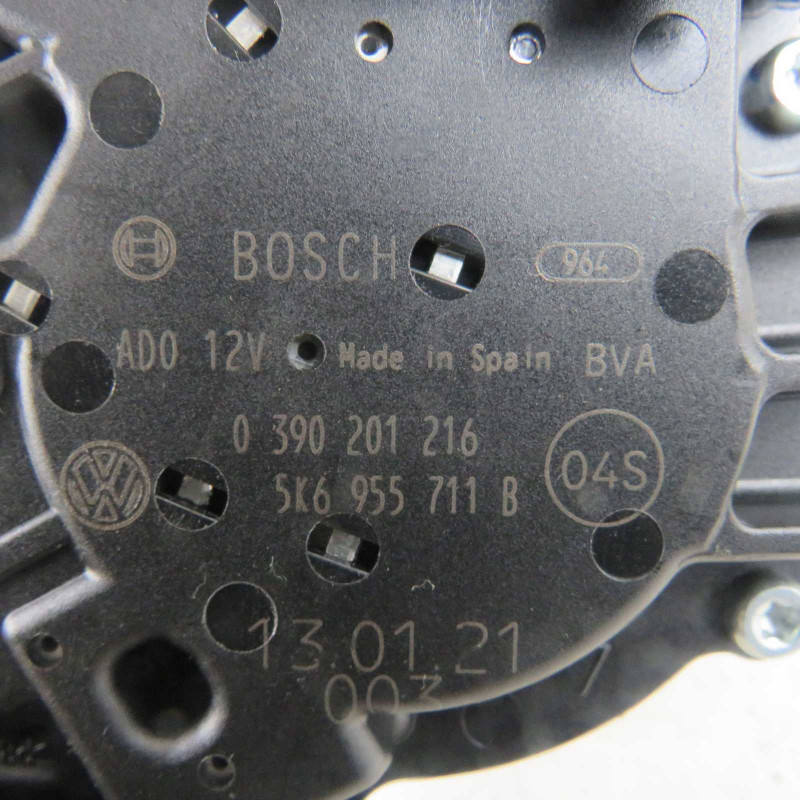 BOSCH 964
AD0 12V Made in Spain BVA
0 390 201 216
04S
5K6 955 711 B
13.01.21
003